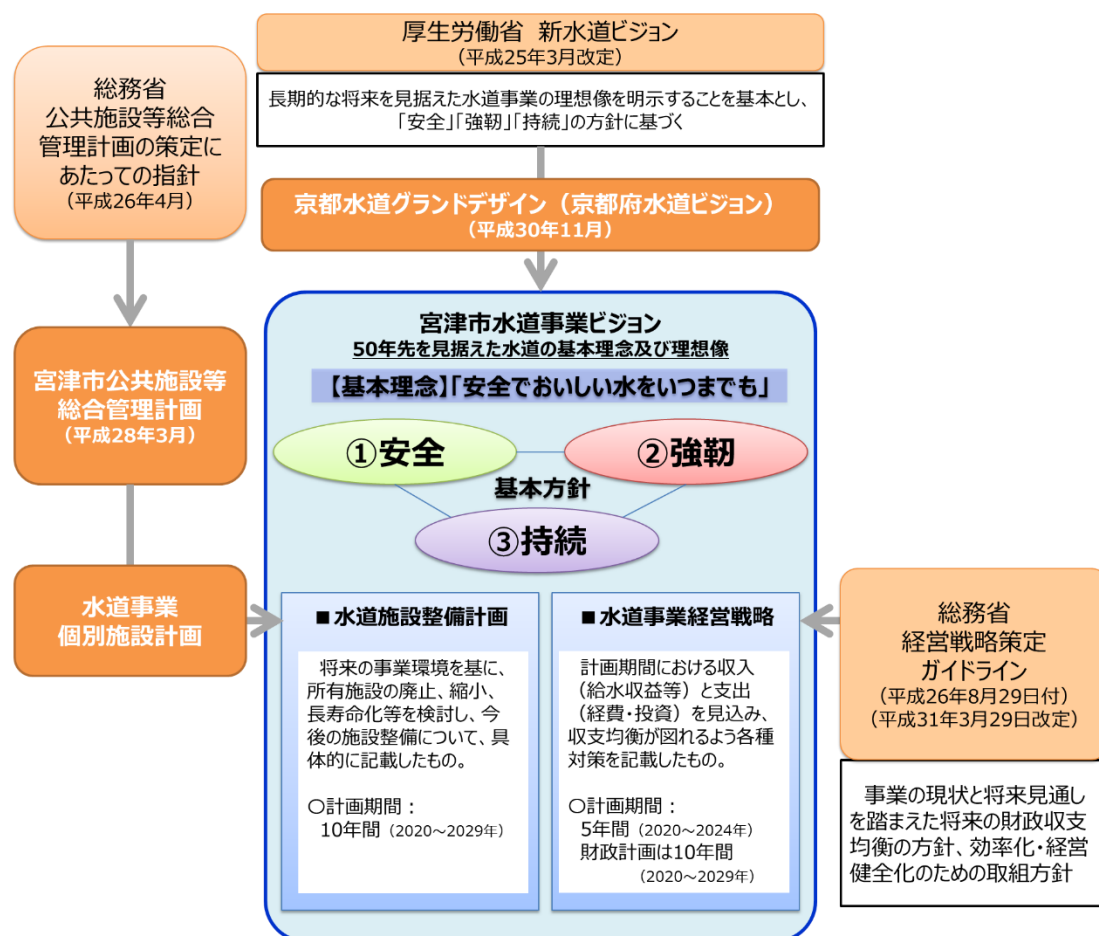 厚生労働省 新水道ビジョン
（平成25年3月改定）
長期的な将来を見据えた水道事業の理想像を明示することを基本とし、
「安全」「強靭」「持続」の方針に基づく
総務省
公共施設等総合
管理計画の策定に
あたっての指針
（平成26年4月）
京都水道グランドデザイン（京都府水道ビジョン）
（平成30年11月）
宮津市公共施設等
総合管理計画
（平成28年3月）
水道事業
個別施設計画
宮津市水道事業ビジョン
50年先を見据えた水道の基本理念及び理想像
【基本理念】「安全でおいしい水をいつまでも」
①安全
②強靭
基本方針
③持続
■水道施設整備計画
将来の事業環境を基に、
所有施設の廃止、縮小、
長寿命化等を検討し、今
後の施設整備について、具
体的に記載したもの。
〇計画期間：
10年間（2020～2029年）
■水道事業経営戦略
計画期間における収入
（給水収益等）と支出
（経費・投資）を見込み、
収支均衡が図れるよう各種
対策を記載したもの。
〇計画期間：
5年間（2020～2024年）
財政計画は10年間
（2020～2029年）
総務省
経営戦略策定
ガイドライン
（平成26年8月29日付）
（平成31年3月29日改定）
事業の現状と将来見通し
を踏まえた将来の財政収支
均衡の方針、効率化・経営
健全化のための取組方針